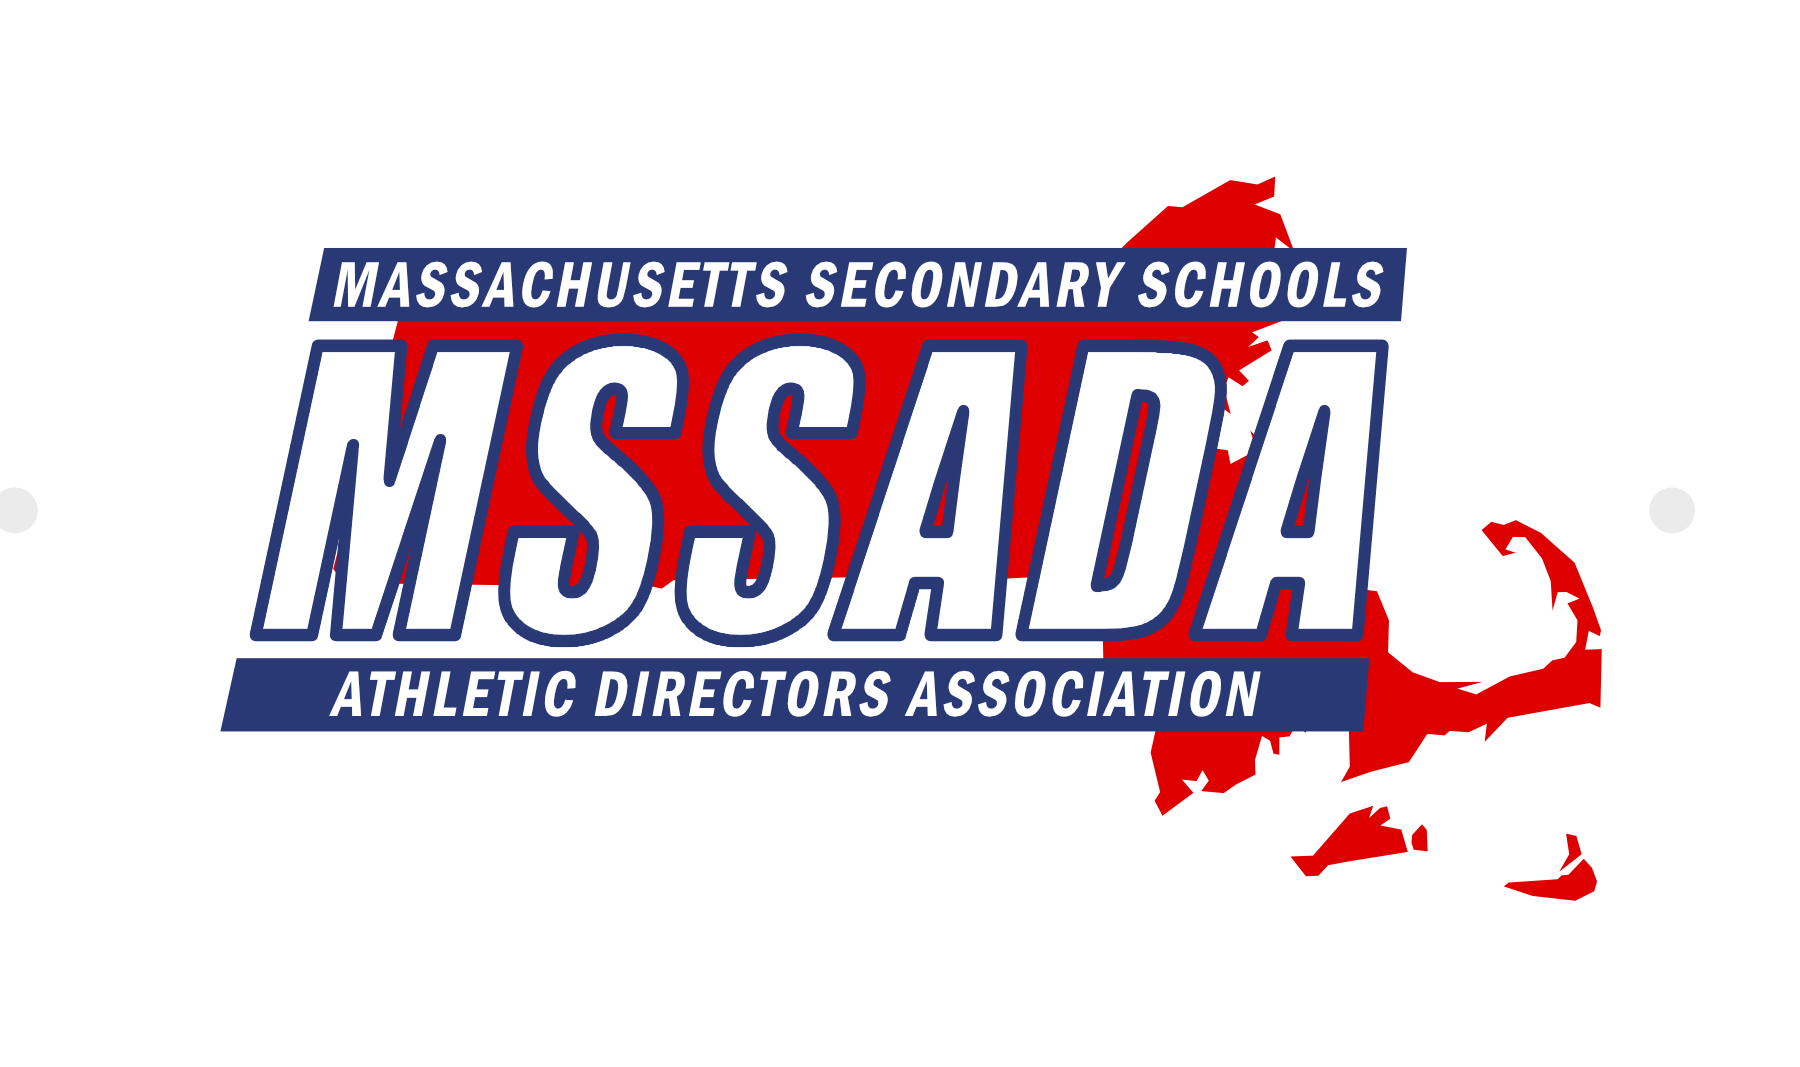 MASSACHUSETTS SECONDARY SCHOOLS
MSSADA
ATHLETIC DIRECTORS ASSOCIATION